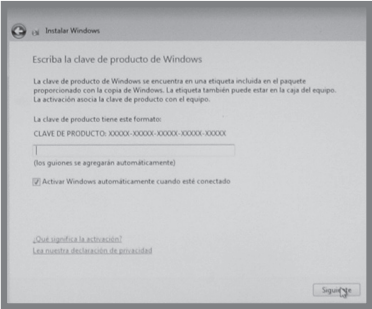 Instalar Windows
Escriba la clave de producto de Windows
La clave de producto de Windows se encuentra en una etiqueta incluida en el paquete
proporcionado con la copia de Windows. La etiqueta también puede estar en la caja del equipo.
La activación asocia la clave de producto con el equipo.
La clave de producto tiene este formato:
CLAVE DE PRODUCTO: XXXXX-XXXXX-XXXXX-XXXXX-XXXXX
(los guiones se agregarán automáticamente)
Activar Windows automáticamente cuando esté conectado
¿Qué significa la activación?
Lea nuestra declaración de privacidad
Siguiente